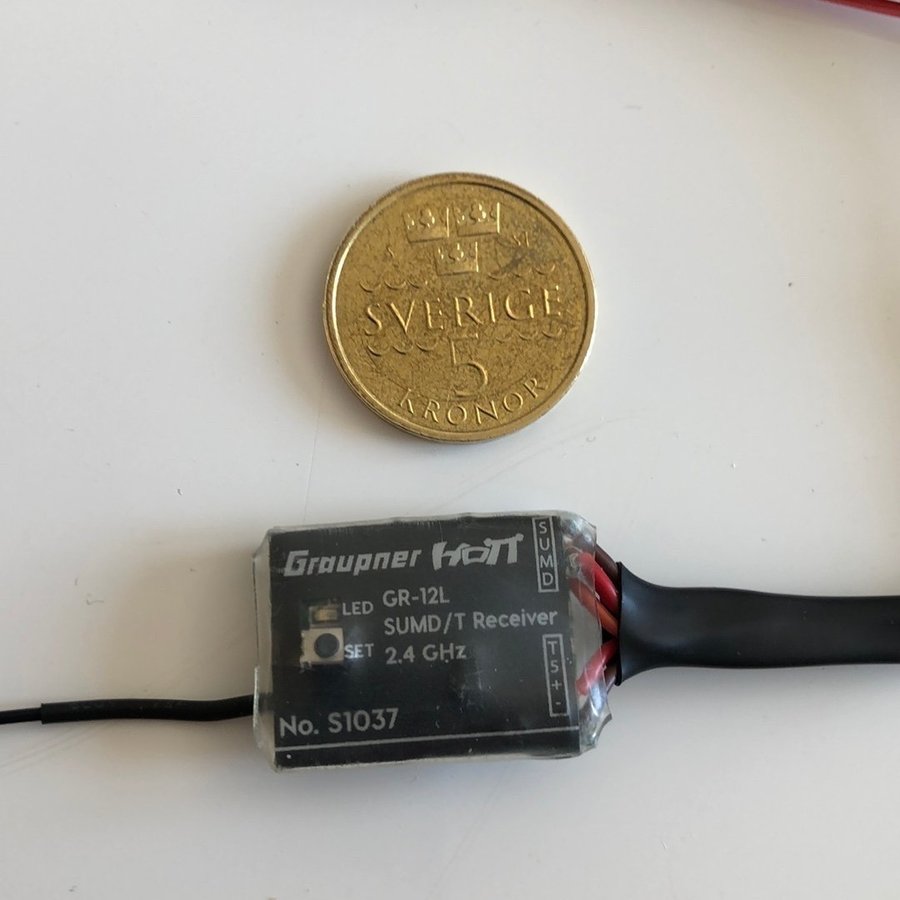 SVERIGE
5
KRONOR
Graupner HoTT
SUMD
LED
GR-12L
SUMD/T Receiver
SET
2.4 GHz
T5+-
No. S1037